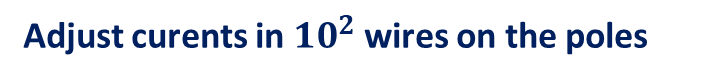 Adjust curents in 10² wires on the poles